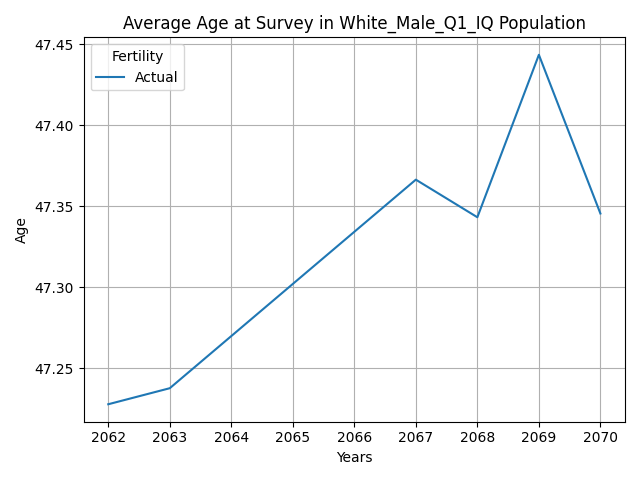 Average Age at Survey in White_Male_Q1_IQ Population
Fertility
Actual
47.45
47.40
47.35
47.30
47.25
Age
2062 2063 2064 2065 2066 2067 2068 2069 2070
Years